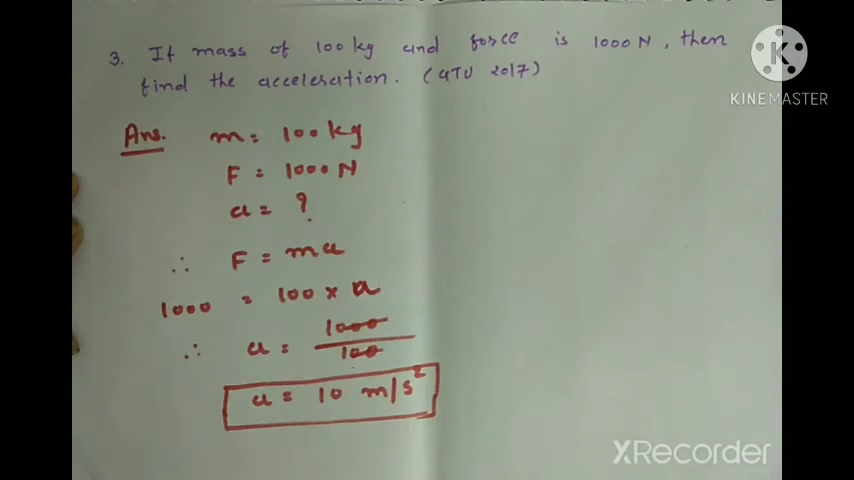 3. If mass of 100 kg and force is 1000 N, then
find the acceleration. (GTU 2017)
Ans. m = 100 kg
F = 1000 N
a = ?
∴ F = ma
1000 = 100 × a
∴ a = 1000/100
a = 10 m/s²
KINEMASTER
XRecorder